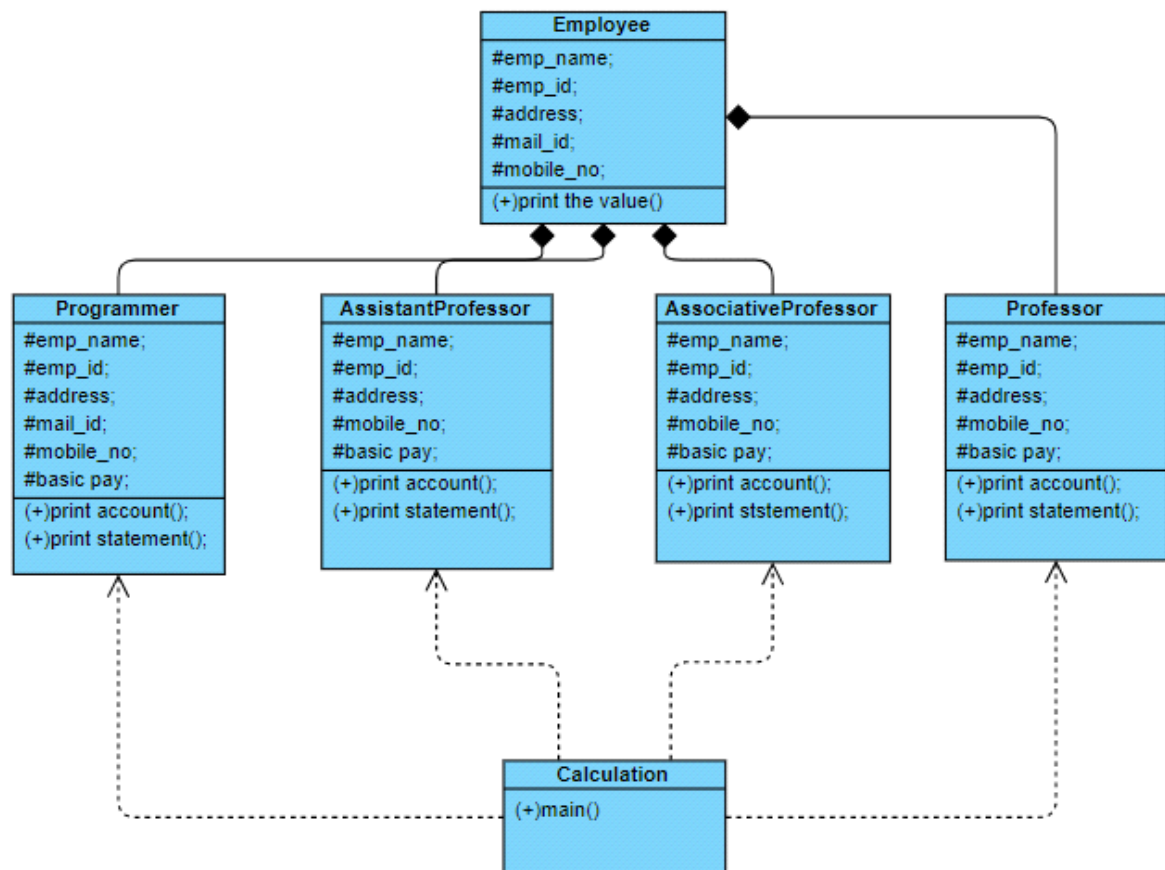 Employee
#emp_name;
#emp_id;
#address;
#mail_id;
#mobile_no;
(+)print the value()
Programmer
#emp_name;
#emp_id;
#address;
#mail_id;
#mobile_no;
#basic pay;
(+)print account();
(+)print statement();
AssistantProfessor
#emp_name;
#emp_id;
#address;
#mobile_no;
#basic pay;
(+)print account();
(+)print statement();
AssociativeProfessor
#emp_name;
#emp_id;
#address;
#mobile_no;
#basic pay;
(+)print account();
(+)print ststement();
Professor
#emp_name;
#emp_id;
#address;
#mobile_no;
#basic pay;
(+)print account();
(+)print statement();
Calculation
(+)main()